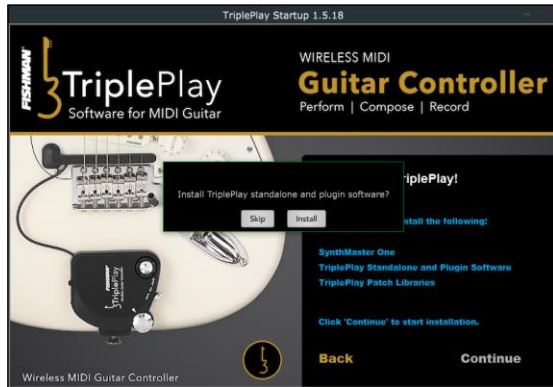 TriplePlay Startup 1.5.18
FISHMAN
TriplePlay
Software for MIDI Guitar
WIRELESS MIDI
Guitar Controller
Perform | Compose | Record
riplePlay!
Install TriplePlay standalone and plugin software?
Skip
Install
stall the following:
SynthMaster One
TriplePlay Standalone and Plugin Software
TriplePlay Patch Libraries
Click 'Continue' to start installation.
FISHMAN
TriplePlay
Back
Continue
Wireless MIDI Guitar Controller